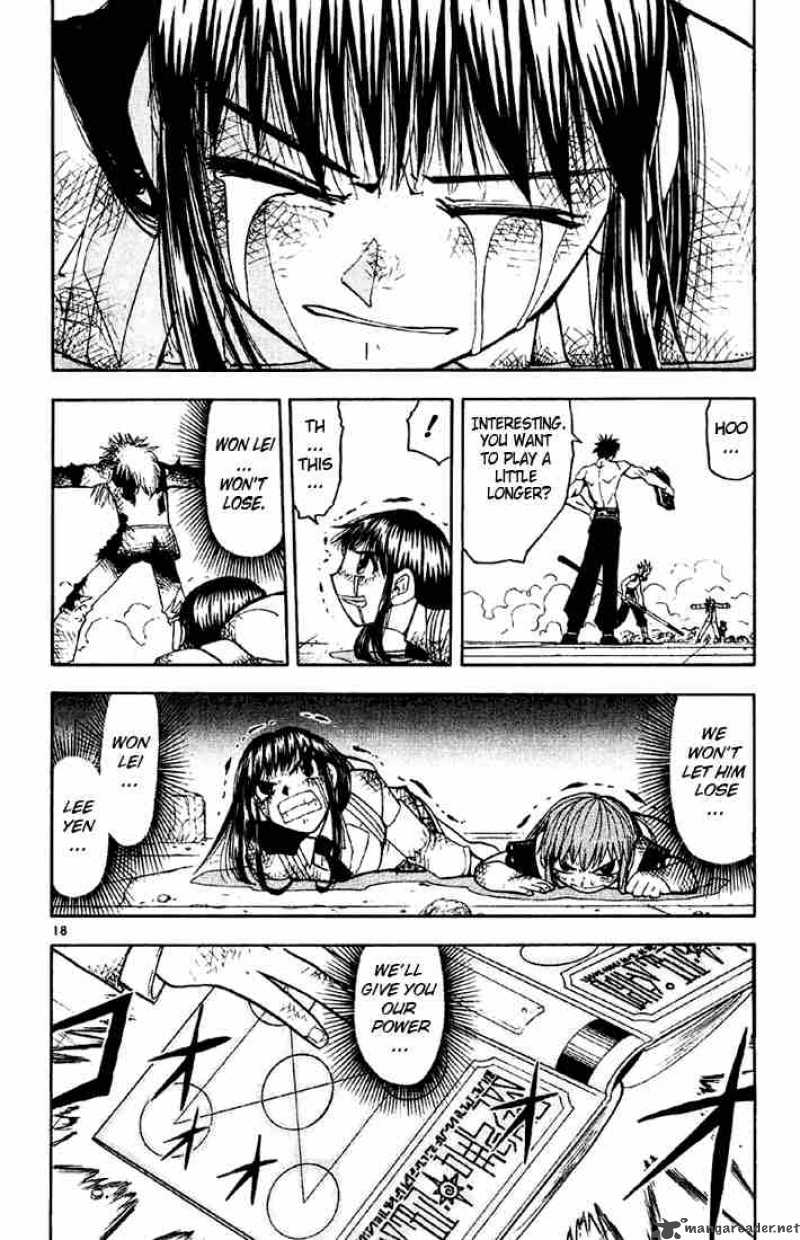 HOO
...
INTERESTING.
YOU WANT
TO PLAY A
LITTLE
LONGER?
!
TH
...
THIS
...
WON LEI
...
WON'T
LOSE.
WE
WON'T
LET HIM
LOSE
...
WON
LEI
...
LEE
YEN
...
18
WE'LL
GIVE YOU
OUR
POWER
...
mangareader.net